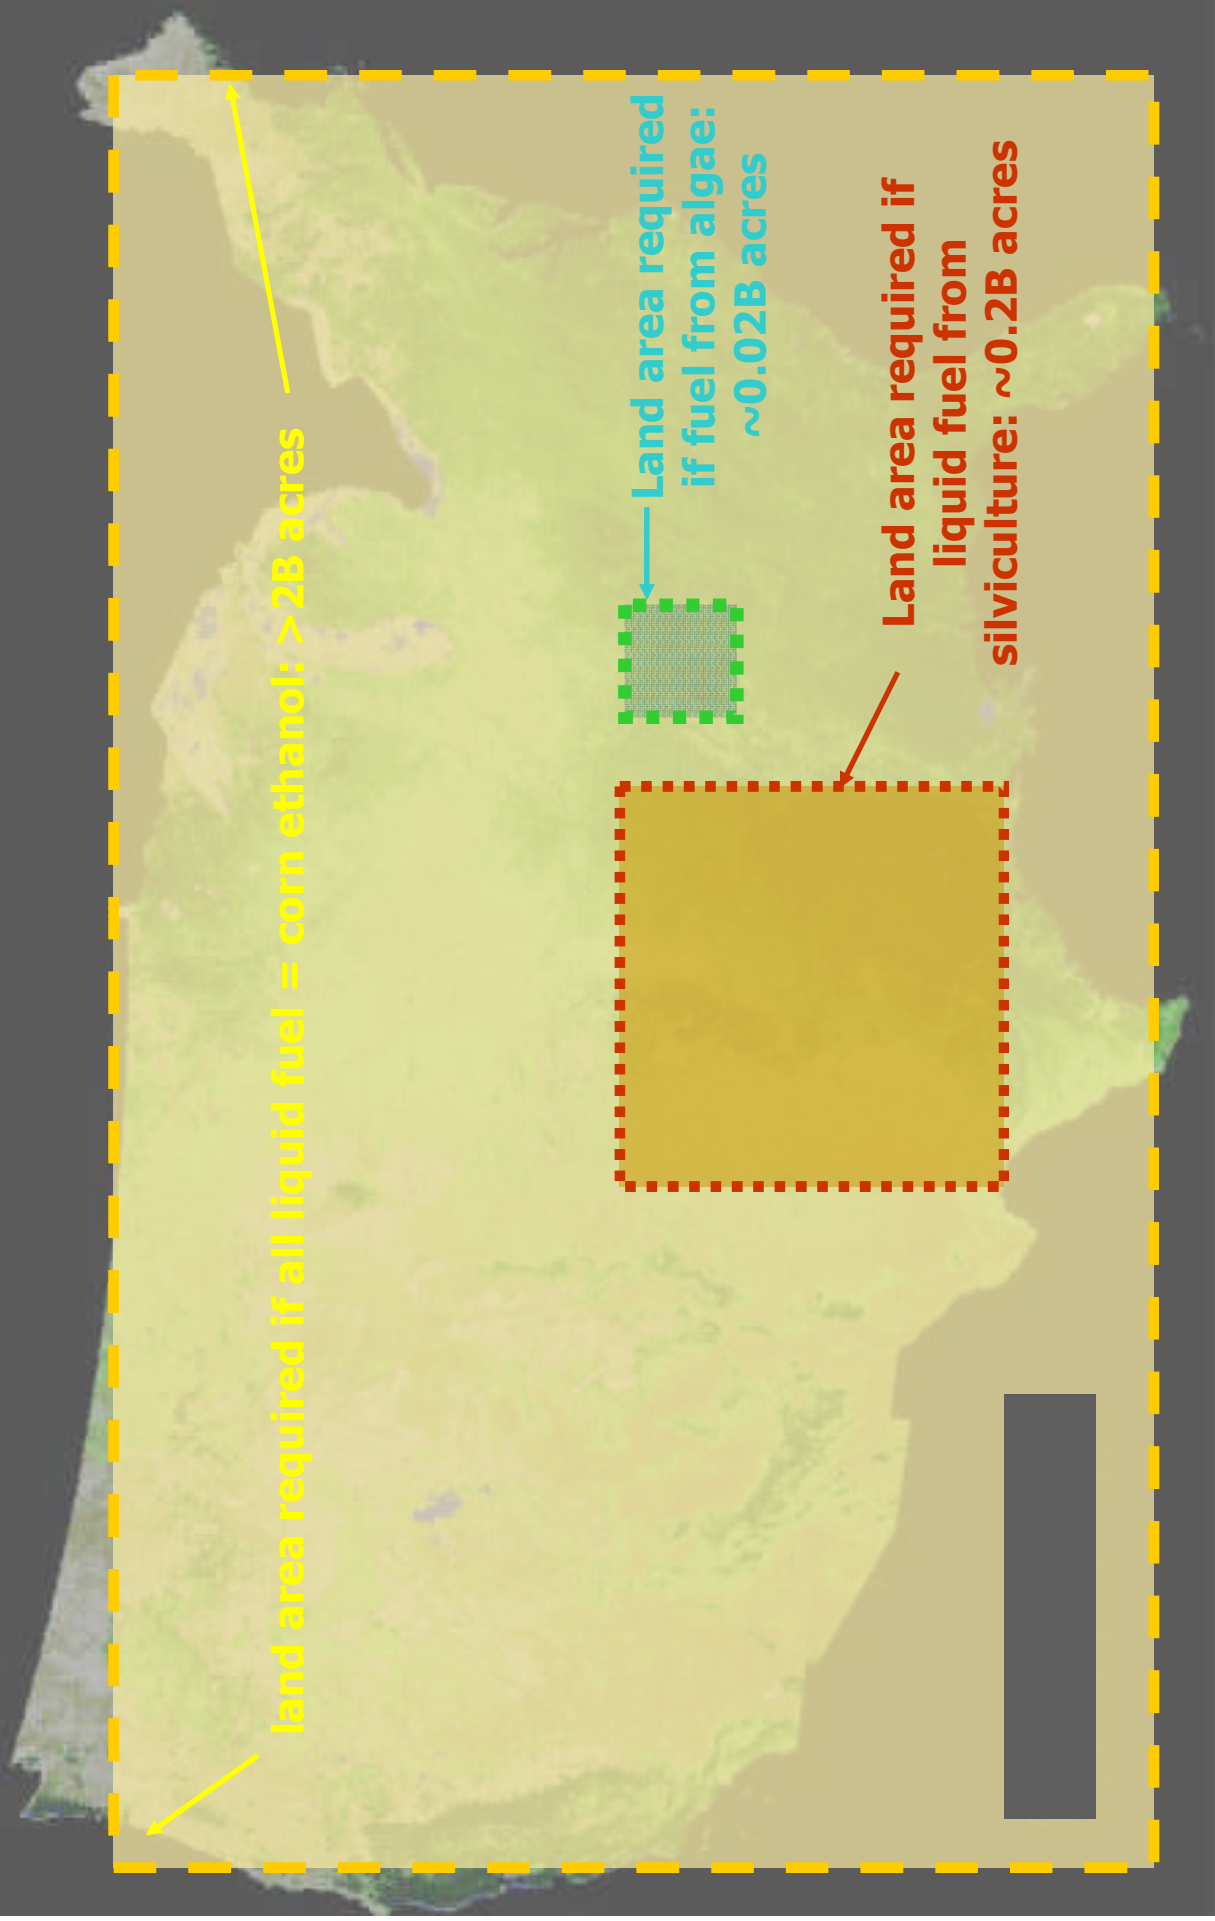 land area required if all liquid fuel = corn ethanol: >2B acres
Land area required
if fuel from algae:
~0.02B acres
Land area required if
liquid fuel from
silviculture: ~0.2B acres